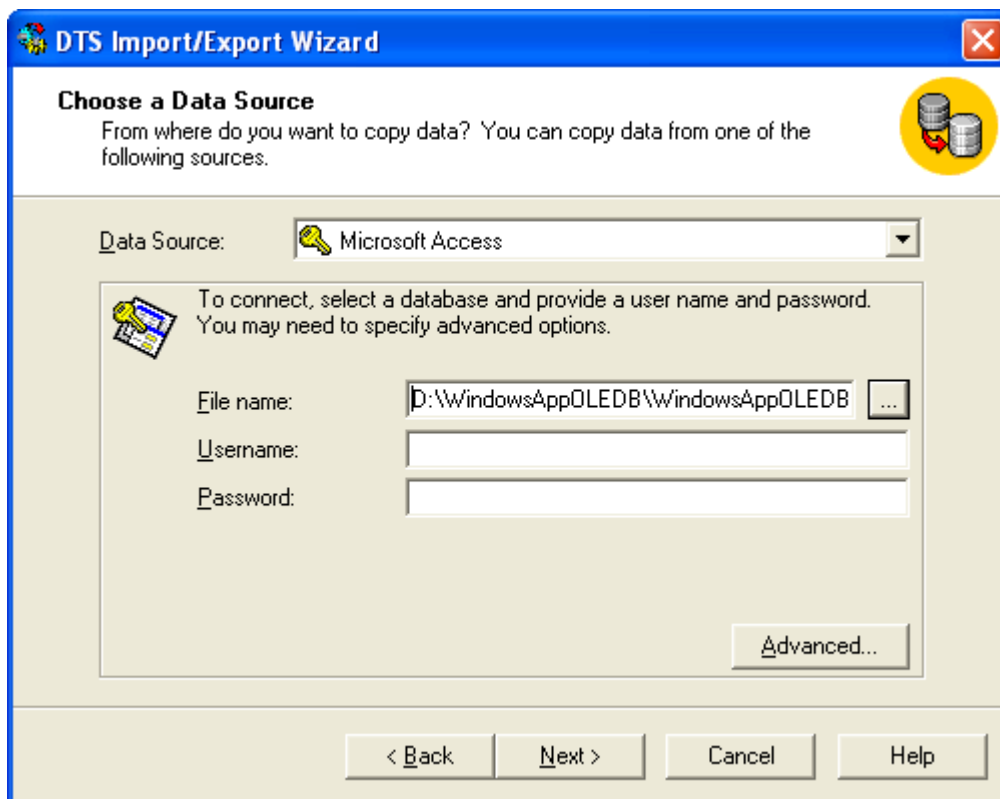 DTS Import/Export Wizard
Choose a Data Source
From where do you want to copy data? You can copy data from one of the
following sources.
Data Source: Microsoft Access
To connect, select a database and provide a user name and password.
You may need to specify advanced options.
File name: D:\WindowsAppOLEDB\WindowsAppOLEDB ...
Username:
Password:
Advanced...
< Back Next > Cancel Help